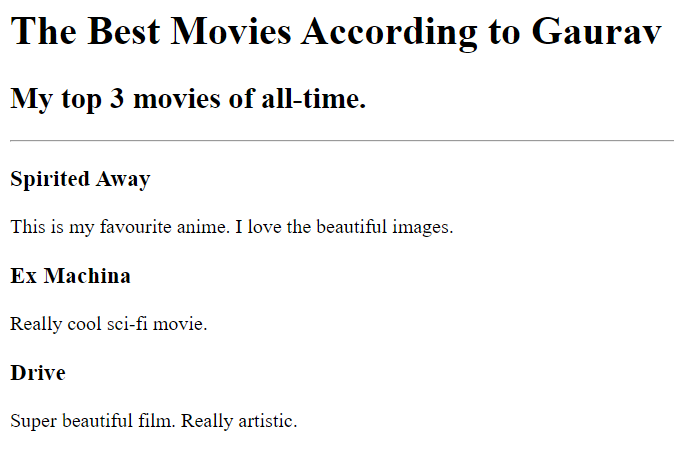 The Best Movies According to Gaurav
My top 3 movies of all-time.
Spirited Away
This is my favourite anime. I love the beautiful images.
Ex Machina
Really cool sci-fi movie.
Drive
Super beautiful film. Really artistic.